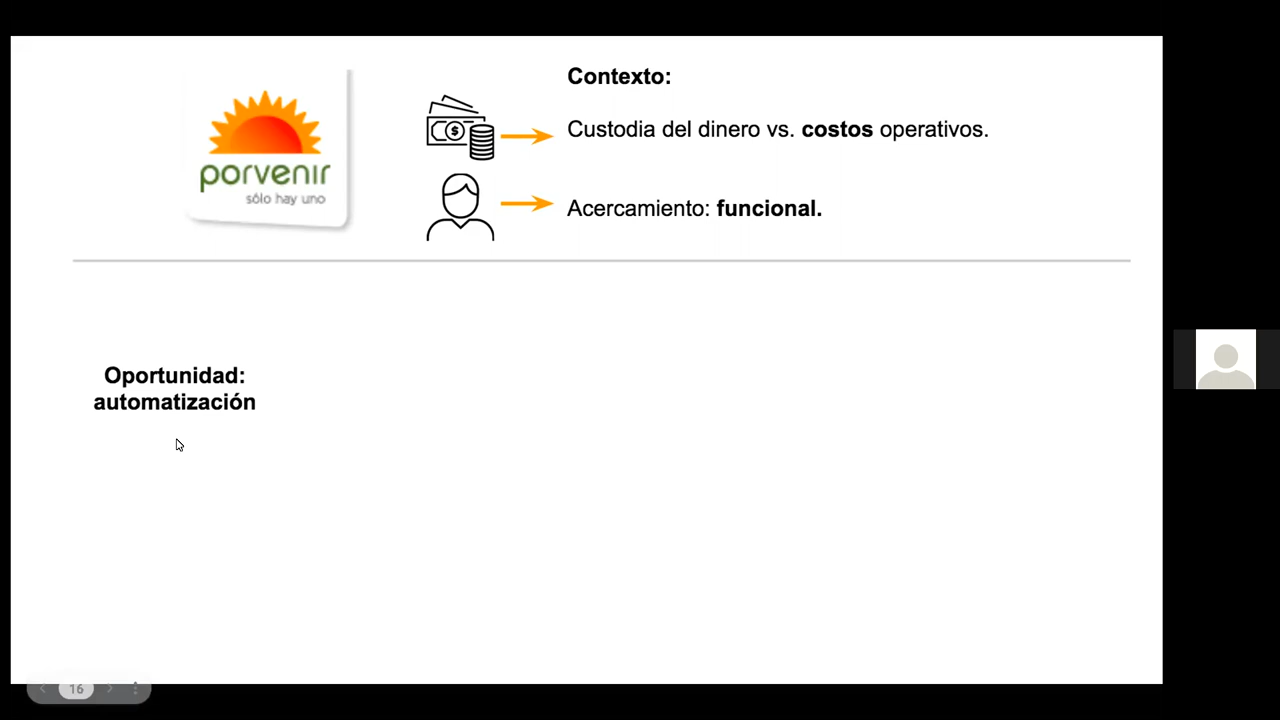 Contexto:
porvenir
sólo hay uno
$
Custodia del dinero vs. costos operativos.
Acercamiento: funcional.
Oportunidad:
automatización
16